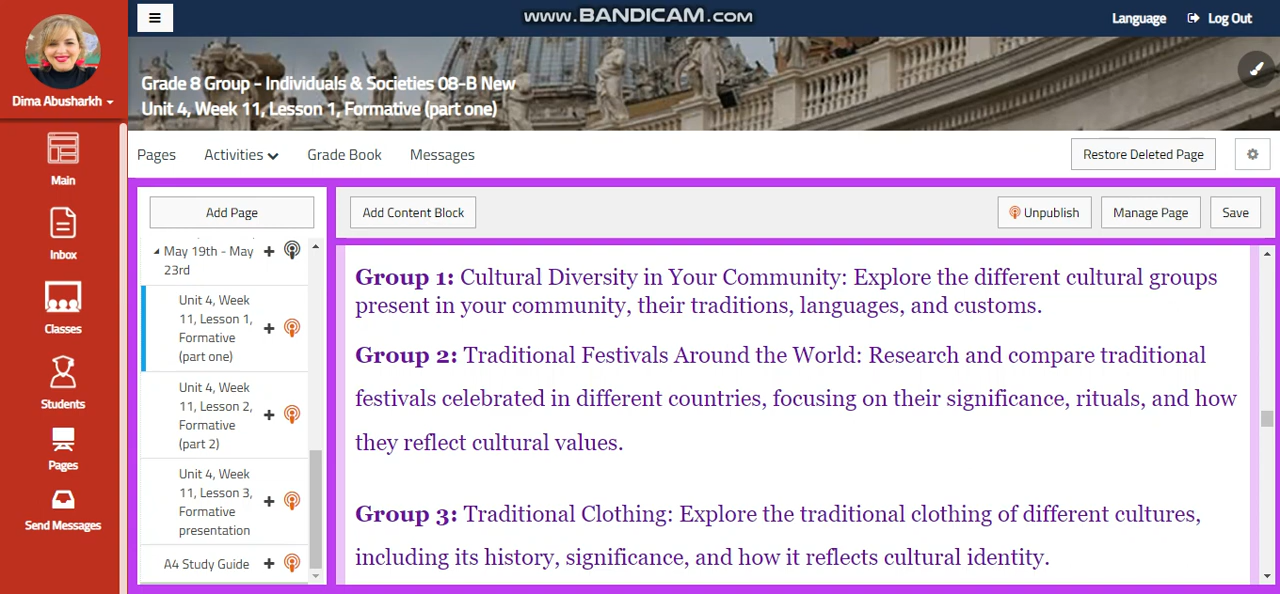 www.BANDICAM.com
Language
Log Out
Grade 8 Group - Individuals & Societies 08-B New
Unit 4, Week 11, Lesson 1, Formative (part one)
Dima Abusharkh
Main
Inbox
Classes
Students
Pages
Send Messages
Pages
Activities
Grade Book
Messages
Restore Deleted Page
Add Page
May 19th - May
23rd
Unit 4, Week
11, Lesson 1,
Formative
(part one)
Unit 4, Week
11, Lesson 2,
Formative
(part 2)
Unit 4, Week
11, Lesson 3,
Formative
presentation
A4 Study Guide
Add Content Block
Unpublish
Manage Page
Save
Group 1: Cultural Diversity in Your Community: Explore the different cultural groups
present in your community, their traditions, languages, and customs.
Group 2: Traditional Festivals Around the World: Research and compare traditional
festivals celebrated in different countries, focusing on their significance, rituals, and how
they reflect cultural values.
Group 3: Traditional Clothing: Explore the traditional clothing of different cultures,
including its history, significance, and how it reflects cultural identity.